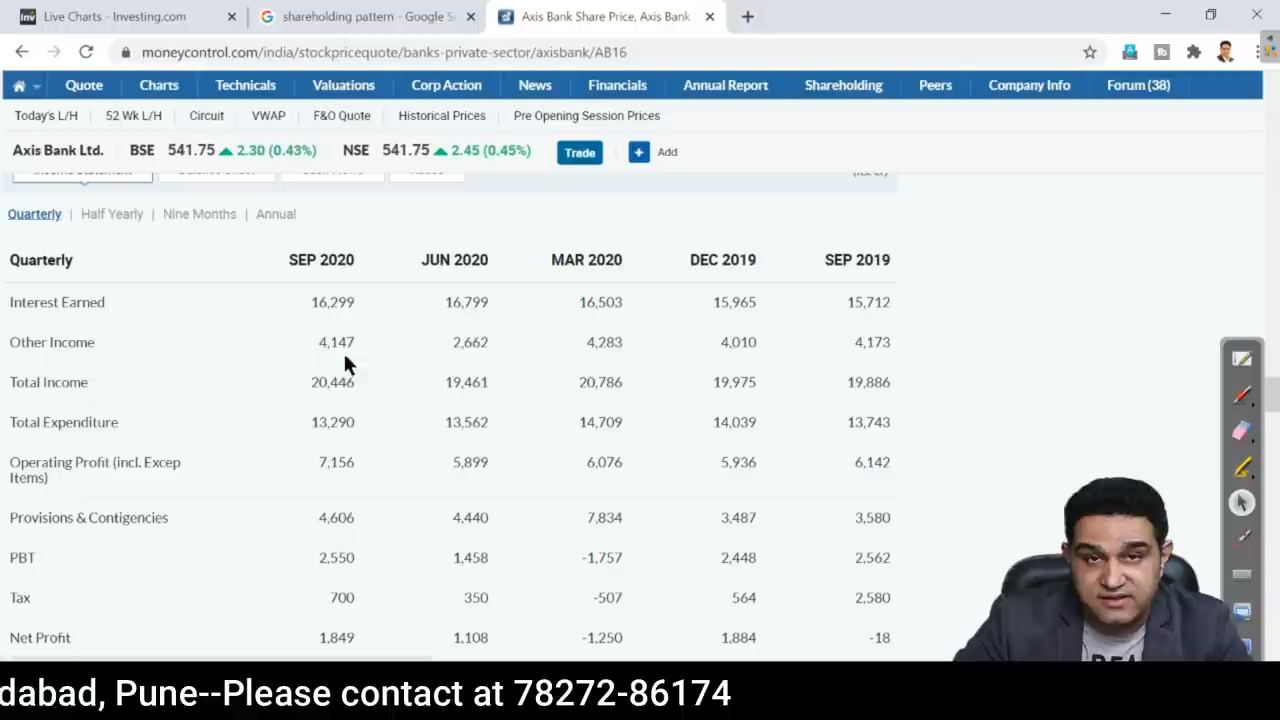 Live Charts - Investing.com
shareholding pattern - Google S
Axis Bank Share Price, Axis Bank
moneycontrol.com/india/stockpricequote/banks-private-sector/axisbank/AB16
Quote Charts Technicals Valuations Corp Action News Financials Annual Report Shareholding Peers Company Info Forum (38)
Today's L/H 52 Wk L/H Circuit VWAP F&O Quote Historical Prices Pre Opening Session Prices
Axis Bank Ltd. BSE 541.75 2.30 (0.43%) NSE 541.75 2.45 (0.45%) Trade + Add
Quarterly | Half Yearly | Nine Months | Annual
Quarterly SEP 2020 JUN 2020 MAR 2020 DEC 2019 SEP 2019
Interest Earned 16,299 16,799 16,503 15,965 15,712
Other Income 4,147 2,662 4,283 4,010 4,173
Total Income 20,446 19,461 20,786 19,975 19,886
Total Expenditure 13,290 13,562 14,709 14,039 13,743
Operating Profit (incl. Excep Items) 7,156 5,899 6,076 5,936 6,142
Provisions & Contigencies 4,606 4,440 7,834 3,487 3,580
PBT 2,550 1,458 -1,757 2,448 2,562
Tax 700 350 -507 564 2,580
Net Profit 1,849 1,108 -1,250 1,884 -18
dabad, Pune--Please contact at 78272-86174